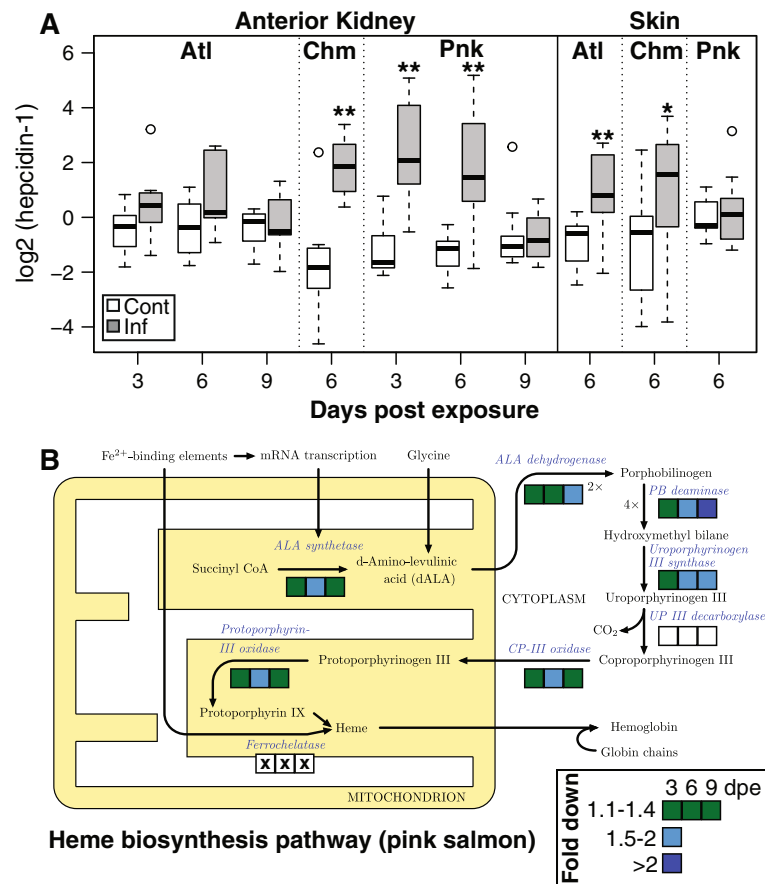 Anterior Kidney Skin
A
Atl Chm Pnk Atl Chm Pnk
log2 (hepcidin-1)
6
4
2
0
−2
−4
** ** ** ** *
Cont
Inf
3 6 9 6 3 6 9 6 6 6
Days post exposure
B
Fe2+-binding elements mRNA transcription Glycine
ALA dehydrogenase
2×
Porphobilinogen
4×
PB deaminase
Hydroxymethyl bilane
ALA synthetase
Succinyl CoA
d-Amino-levulinic
acid (dALA)
Uroporphyrinogen
III synthase
CYTOPLASM
Uroporphyrinogen III
UP III decarboxylase
CO2
Protoporphyrin-
III oxidase
Protoporphyrinogen III
CP-III oxidase
Coproporphyrinogen III
Protoporphyrin IX
Heme
Hemoglobin
Ferrochelatase
x x x
Globin chains
MITOCHONDRION
Heme biosynthesis pathway (pink salmon)
Fold down
3 6 9 dpe
1.1-1.4
1.5-2
>2